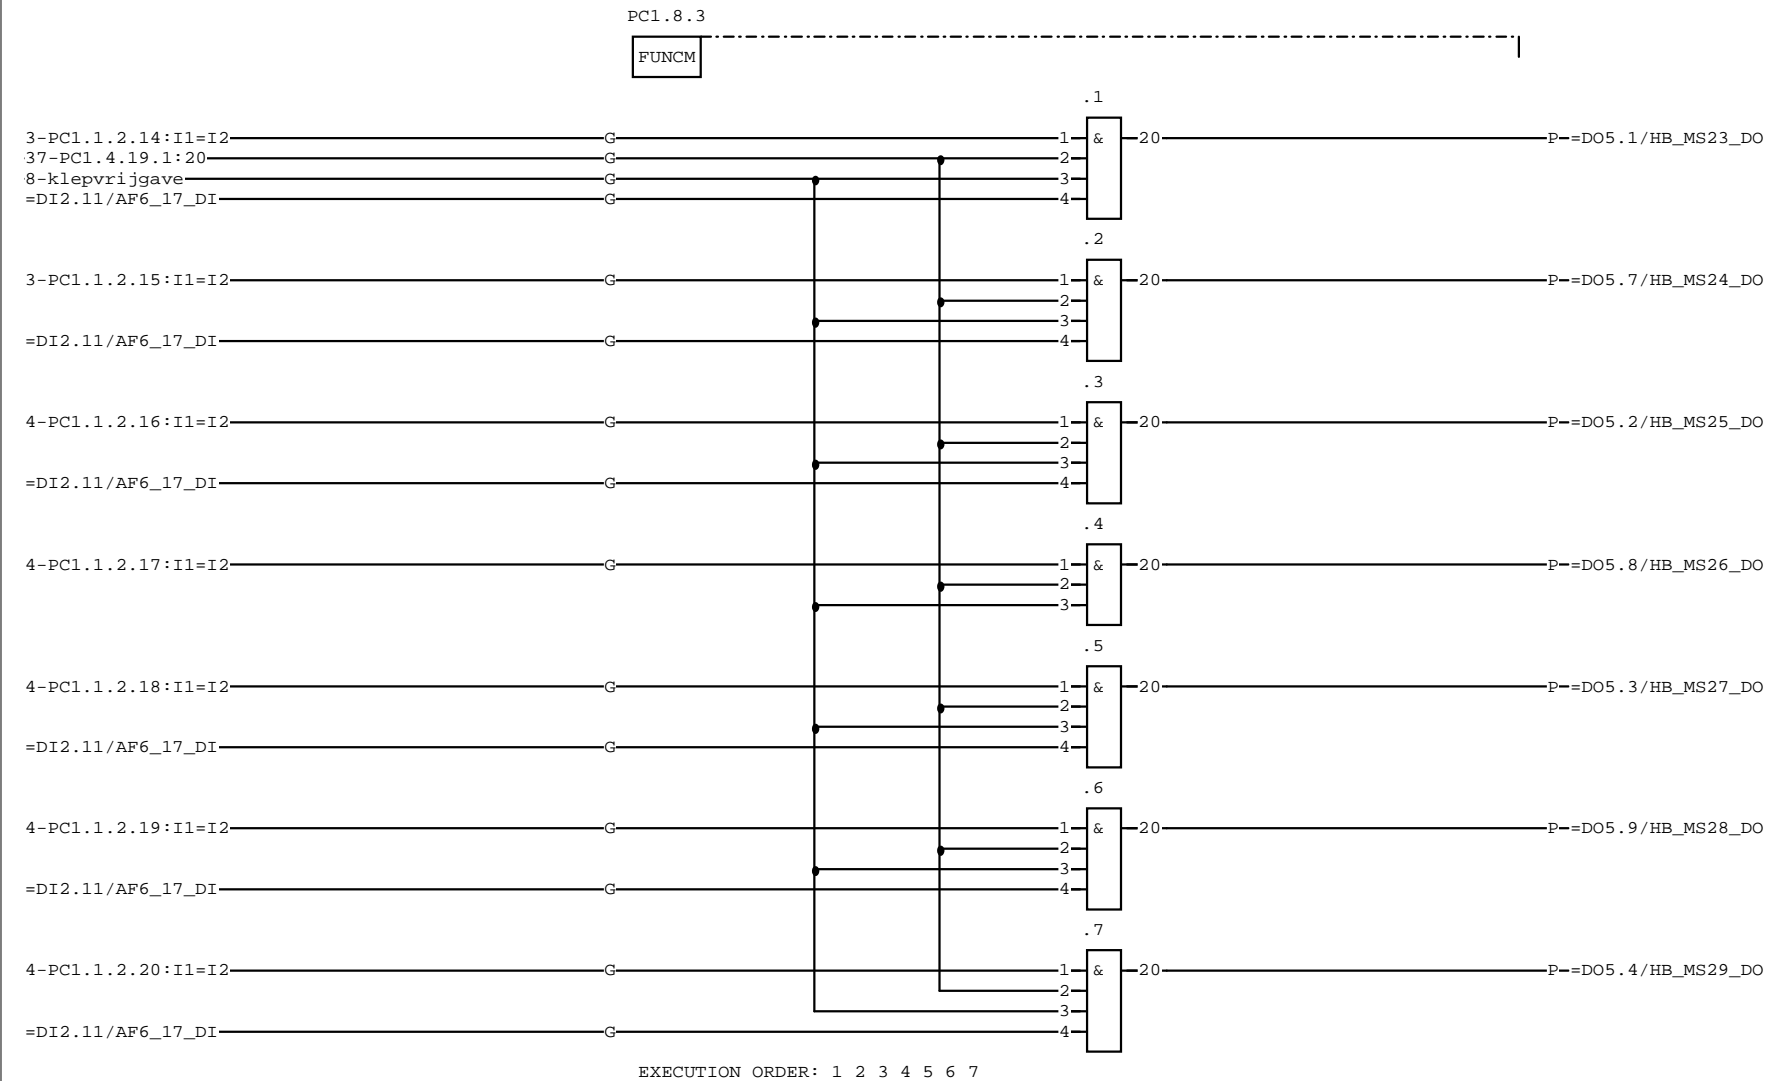 PC1.8.3
FUNCM
.1
3-PC1.1.2.14:I1=I2 G 1 & 20 P =DO5.1/HB_MS23_DO
37-PC1.4.19.1:20 G 2
8-klepvrijgave G 3
=DI2.11/AF6_17_DI G 4
.2
3-PC1.1.2.15:I1=I2 G 1 & 20 P =DO5.7/HB_MS24_DO
2
3
=DI2.11/AF6_17_DI G 4
.3
4-PC1.1.2.16:I1=I2 G 1 & 20 P =DO5.2/HB_MS25_DO
2
3
=DI2.11/AF6_17_DI G 4
.4
4-PC1.1.2.17:I1=I2 G 1 & 20 P =DO5.8/HB_MS26_DO
2
3
.5
4-PC1.1.2.18:I1=I2 G 1 & 20 P =DO5.3/HB_MS27_DO
2
3
=DI2.11/AF6_17_DI G 4
.6
4-PC1.1.2.19:I1=I2 G 1 & 20 P =DO5.9/HB_MS28_DO
2
3
=DI2.11/AF6_17_DI G 4
.7
4-PC1.1.2.20:I1=I2 G 1 & 20 P =DO5.4/HB_MS29_DO
2
3
=DI2.11/AF6_17_DI G 4
EXECUTION ORDER: 1 2 3 4 5 6 7